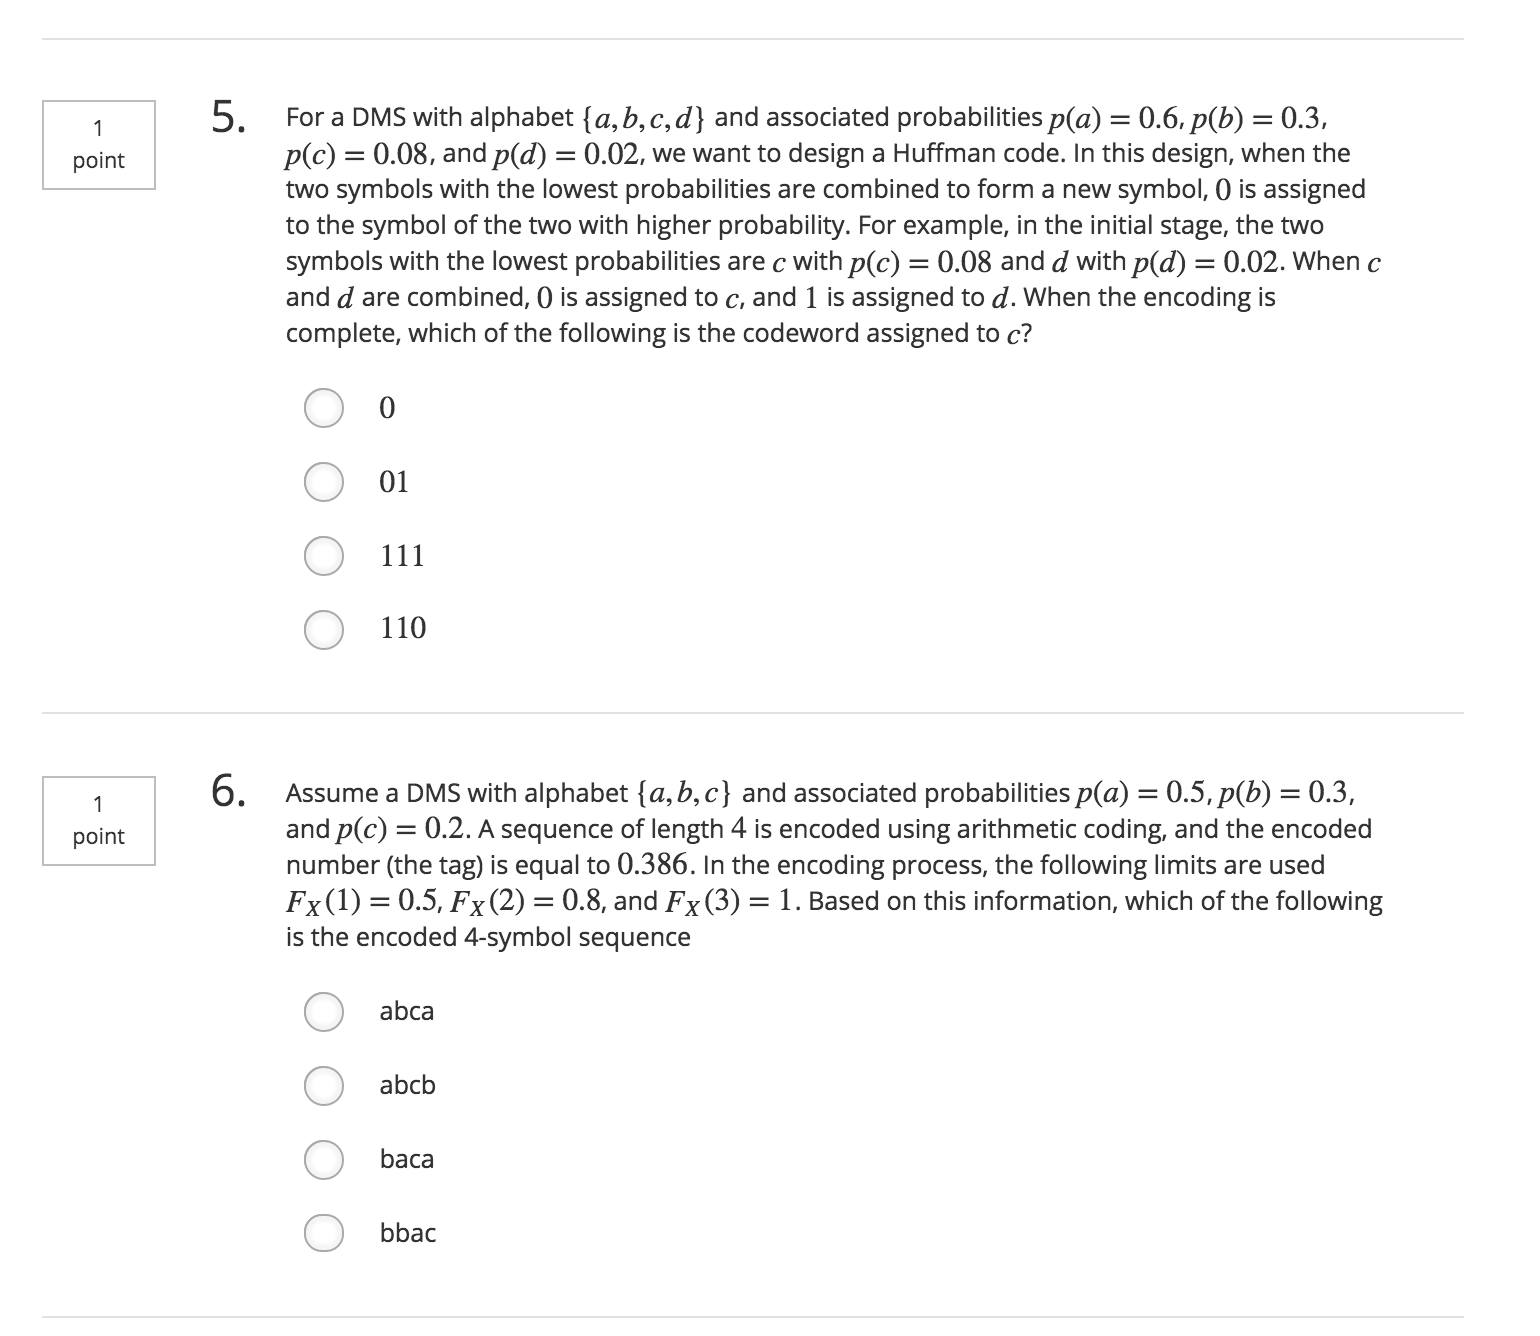 1
point
5.
For a DMS with alphabet {a, b, c, d} and associated probabilities p(a) = 0.6, p(b) = 0.3,
p(c) = 0.08, and p(d) = 0.02, we want to design a Huffman code. In this design, when the
two symbols with the lowest probabilities are combined to form a new symbol, 0 is assigned
to the symbol of the two with higher probability. For example, in the initial stage, the two
symbols with the lowest probabilities are c with p(c) = 0.08 and d with p(d) = 0.02. When c
and d are combined, 0 is assigned to c, and 1 is assigned to d. When the encoding is
complete, which of the following is the codeword assigned to c?
0
01
111
110
1
point
6.
Assume a DMS with alphabet {a, b, c} and associated probabilities p(a) = 0.5, p(b) = 0.3,
and p(c) = 0.2. A sequence of length 4 is encoded using arithmetic coding, and the encoded
number (the tag) is equal to 0.386. In the encoding process, the following limits are used
F_X(1) = 0.5, F_X(2) = 0.8, and F_X(3) = 1. Based on this information, which of the following
is the encoded 4-symbol sequence
abca
abcb
baca
bbac